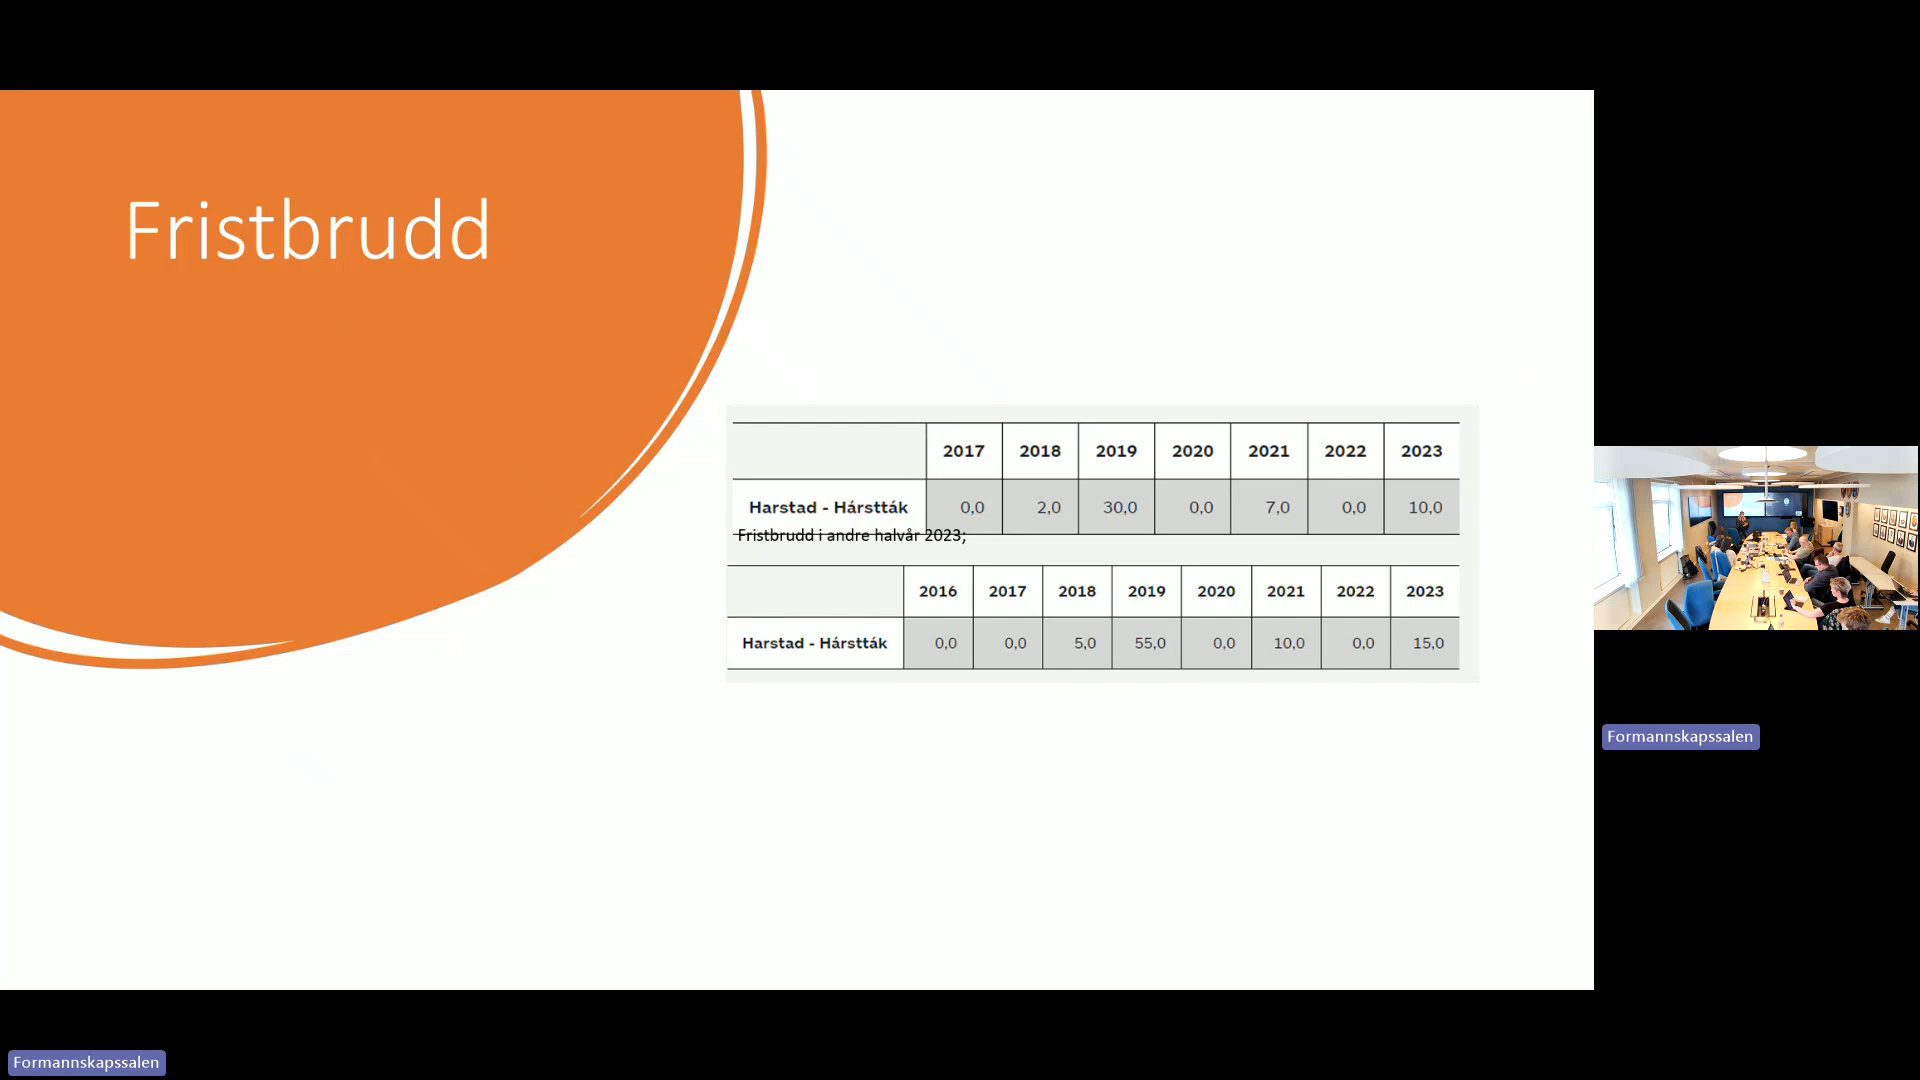 Fristbrudd
2017 2018 2019 2020 2021 2022 2023
Harstad - Hárstták 0,0 2,0 30,0 0,0 7,0 0,0 10,0
Fristbrudd i andre halvår 2023;
2016 2017 2018 2019 2020 2021 2022 2023
Harstad - Hárstták 0,0 0,0 5,0 55,0 0,0 10,0 0,0 15,0
Formannskapssalen
Formannskapssalen